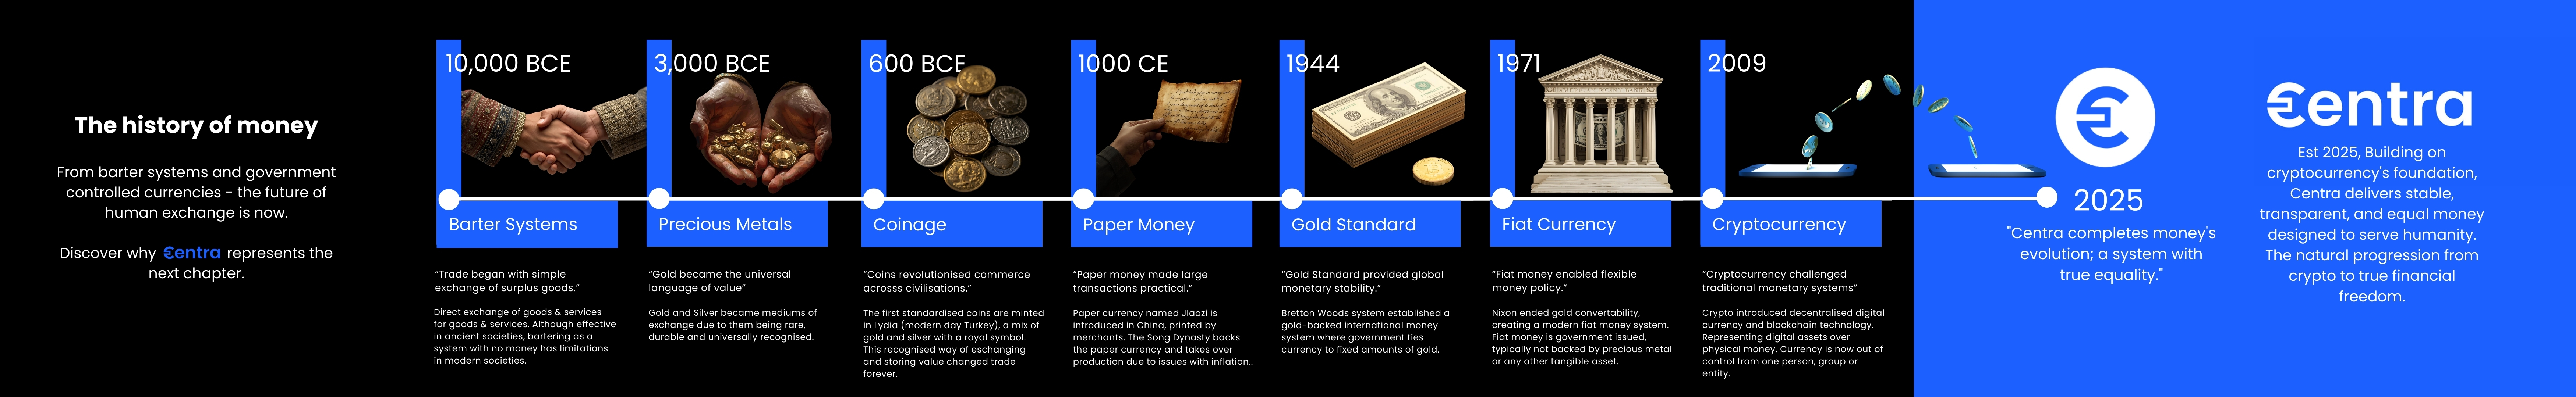 The history of money
From barter systems and government
controlled currencies - the future of
human exchange is now.
Discover why Centra represents the
next chapter.
10,000 BCE
Barter Systems
“Trade began with simple
exchange of surplus goods.”
Direct exchange of goods & services
for goods & services. Although effective
in ancient societies, bartering as a
system with no money has limitations
in modern societies.
3,000 BCE
Precious Metals
“Gold became the universal
language of value”
Gold and Silver became mediums of
exchange due to them being rare,
durable and universally recognised.
600 BCE
Coinage
“Coins revolutionised commerce
acrosss civilisations.”
The first standardised coins are minted
in Lydia (modern day Turkey), a mix of
gold and silver with a royal symbol.
This recognised way of eschanging
and storing value changed trade
forever.
1000 CE
Paper Money
“Paper money made large
transactions practical.”
Paper currency named JIaozi is
introduced in China, printed by
merchants. The Song Dynasty backs
the paper currency and takes over
production due to issues with inflation..
1944
Gold Standard
“Gold Standard provided global
monetary stability.”
Bretton Woods system established a
gold-backed international money
system where government ties
currency to fixed amounts of gold.
1971
Fiat Currency
“Fiat money enabled flexible
money policy.”
Nixon ended gold convertability,
creating a modern fiat money system.
Fiat money is government issued,
typically not backed by precious metal
or any other tangible asset.
2009
Cryptocurrency
“Cryptocurrency challenged
traditional monetary systems”
Crypto introduced decentralised digital
currency and blockchain technology.
Representing digital assets over
physical money. Currency is now out of
control from one person, group or
entity.
2025
"Centra completes money's
evolution; a system with
true equality."
Centra
Est 2025, Building on
cryptocurrency's foundation,
Centra delivers stable,
transparent, and equal money
designed to serve humanity.
The natural progression from
crypto to true financial
freedom.